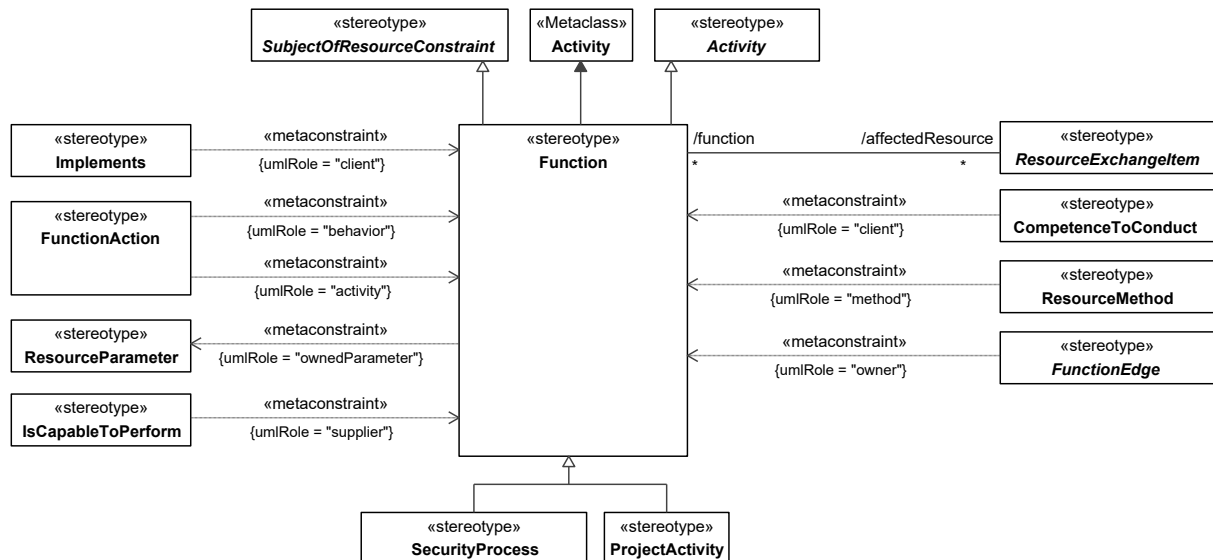 «stereotype»
SubjectOfResourceConstraint
«Metaclass»
Activity
«stereotype»
Activity
«stereotype»
Implements
«metaconstraint»
{umlRole = "client"}
«stereotype»
FunctionAction
«metaconstraint»
{umlRole = "behavior"}
«metaconstraint»
{umlRole = "activity"}
«stereotype»
ResourceParameter
«metaconstraint»
{umlRole = "ownedParameter"}
«stereotype»
IsCapableToPerform
«metaconstraint»
{umlRole = "supplier"}
«stereotype»
Function
/function
*
/affectedResource
*
«stereotype»
ResourceExchangeItem
«metaconstraint»
{umlRole = "client"}
«stereotype»
CompetenceToConduct
«metaconstraint»
{umlRole = "method"}
«stereotype»
ResourceMethod
«metaconstraint»
{umlRole = "owner"}
«stereotype»
FunctionEdge
«stereotype»
SecurityProcess
«stereotype»
ProjectActivity